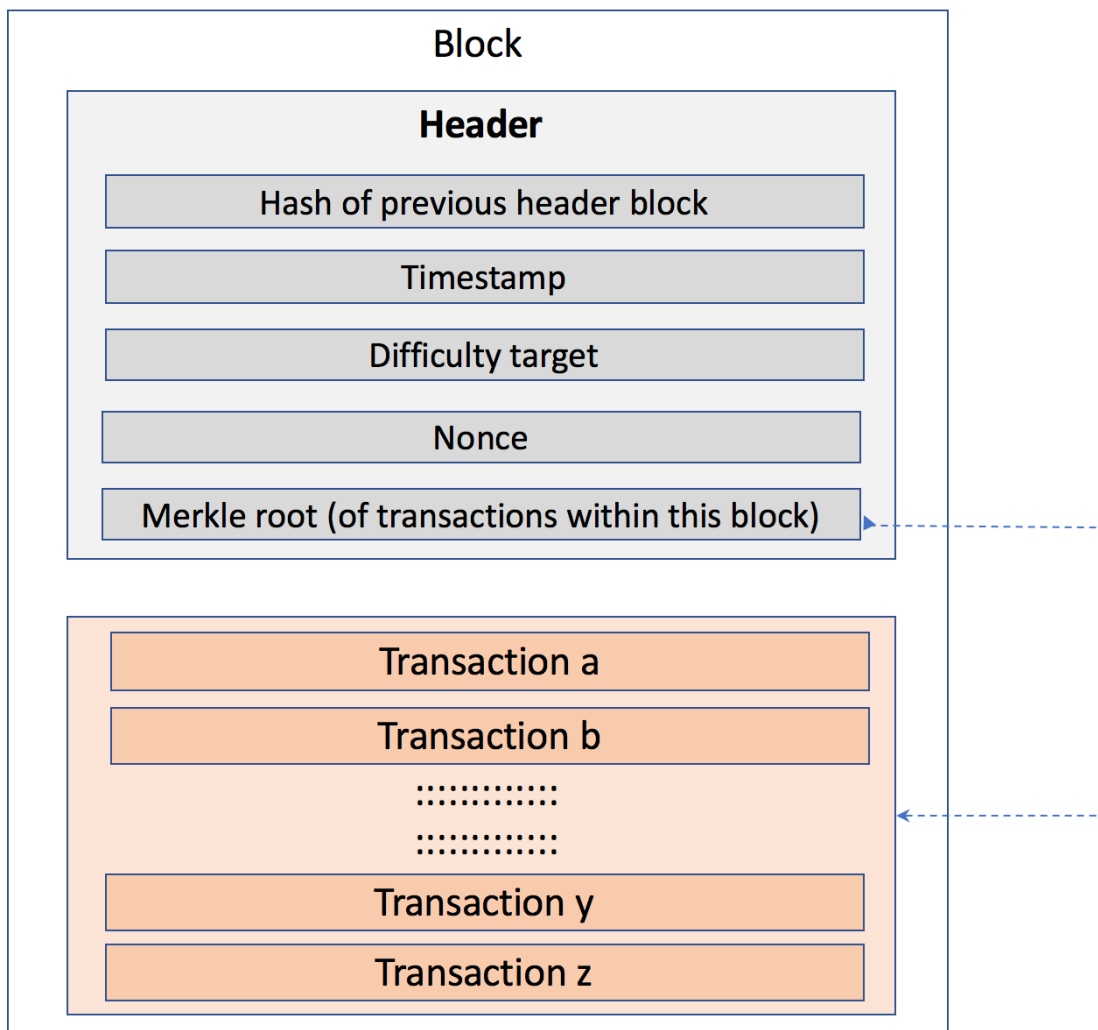 Block
Header
Hash of previous header block
Timestamp
Difficulty target
Nonce
Merkle root (of transactions within this block)
Transaction a
Transaction b
:::::::::::::
:::::::::::::
Transaction y
Transaction z